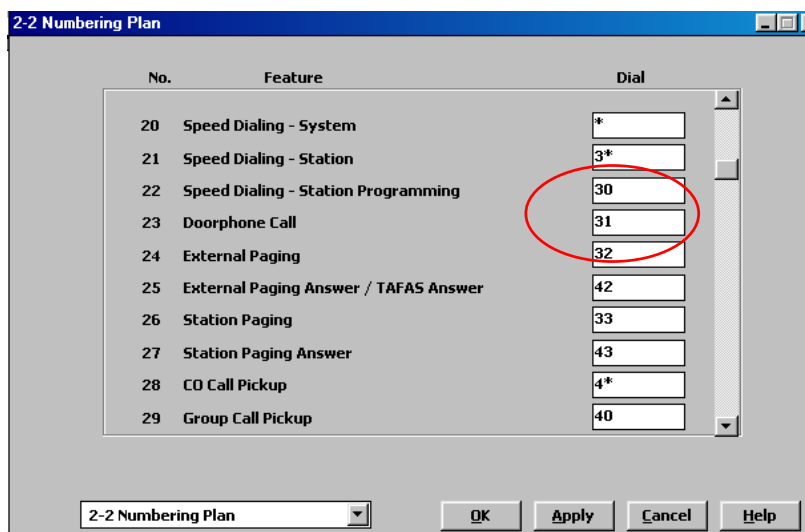 2-2 Numbering Plan
No. Feature Dial
20 Speed Dialing - System *
21 Speed Dialing - Station 3*
22 Speed Dialing - Station Programming 30
23 Doorphone Call 31
24 External Paging 32
25 External Paging Answer / TAFAS Answer 42
26 Station Paging 33
27 Station Paging Answer 43
28 CO Call Pickup 4*
29 Group Call Pickup 40
2-2 Numbering Plan OK Apply Cancel Help